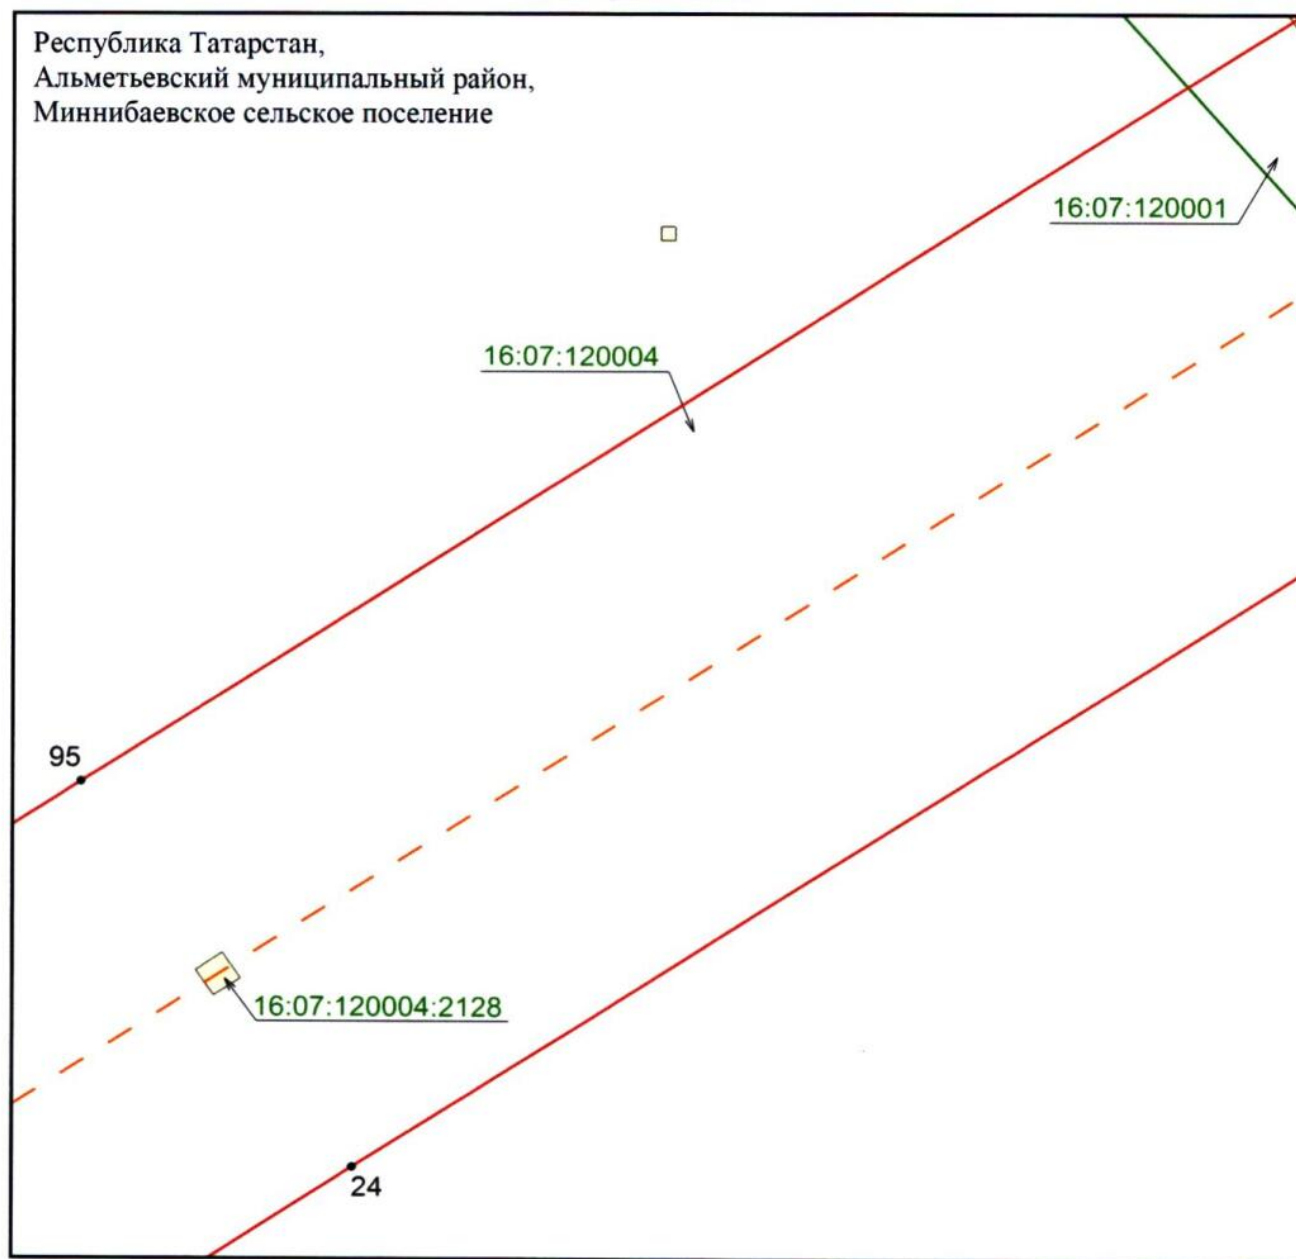 Республика Татарстан,
Альметьевский муниципальный район,
Миннибаевское сельское поселение
16:07:120001
16:07:120004
95
16:07:120004:2128
24